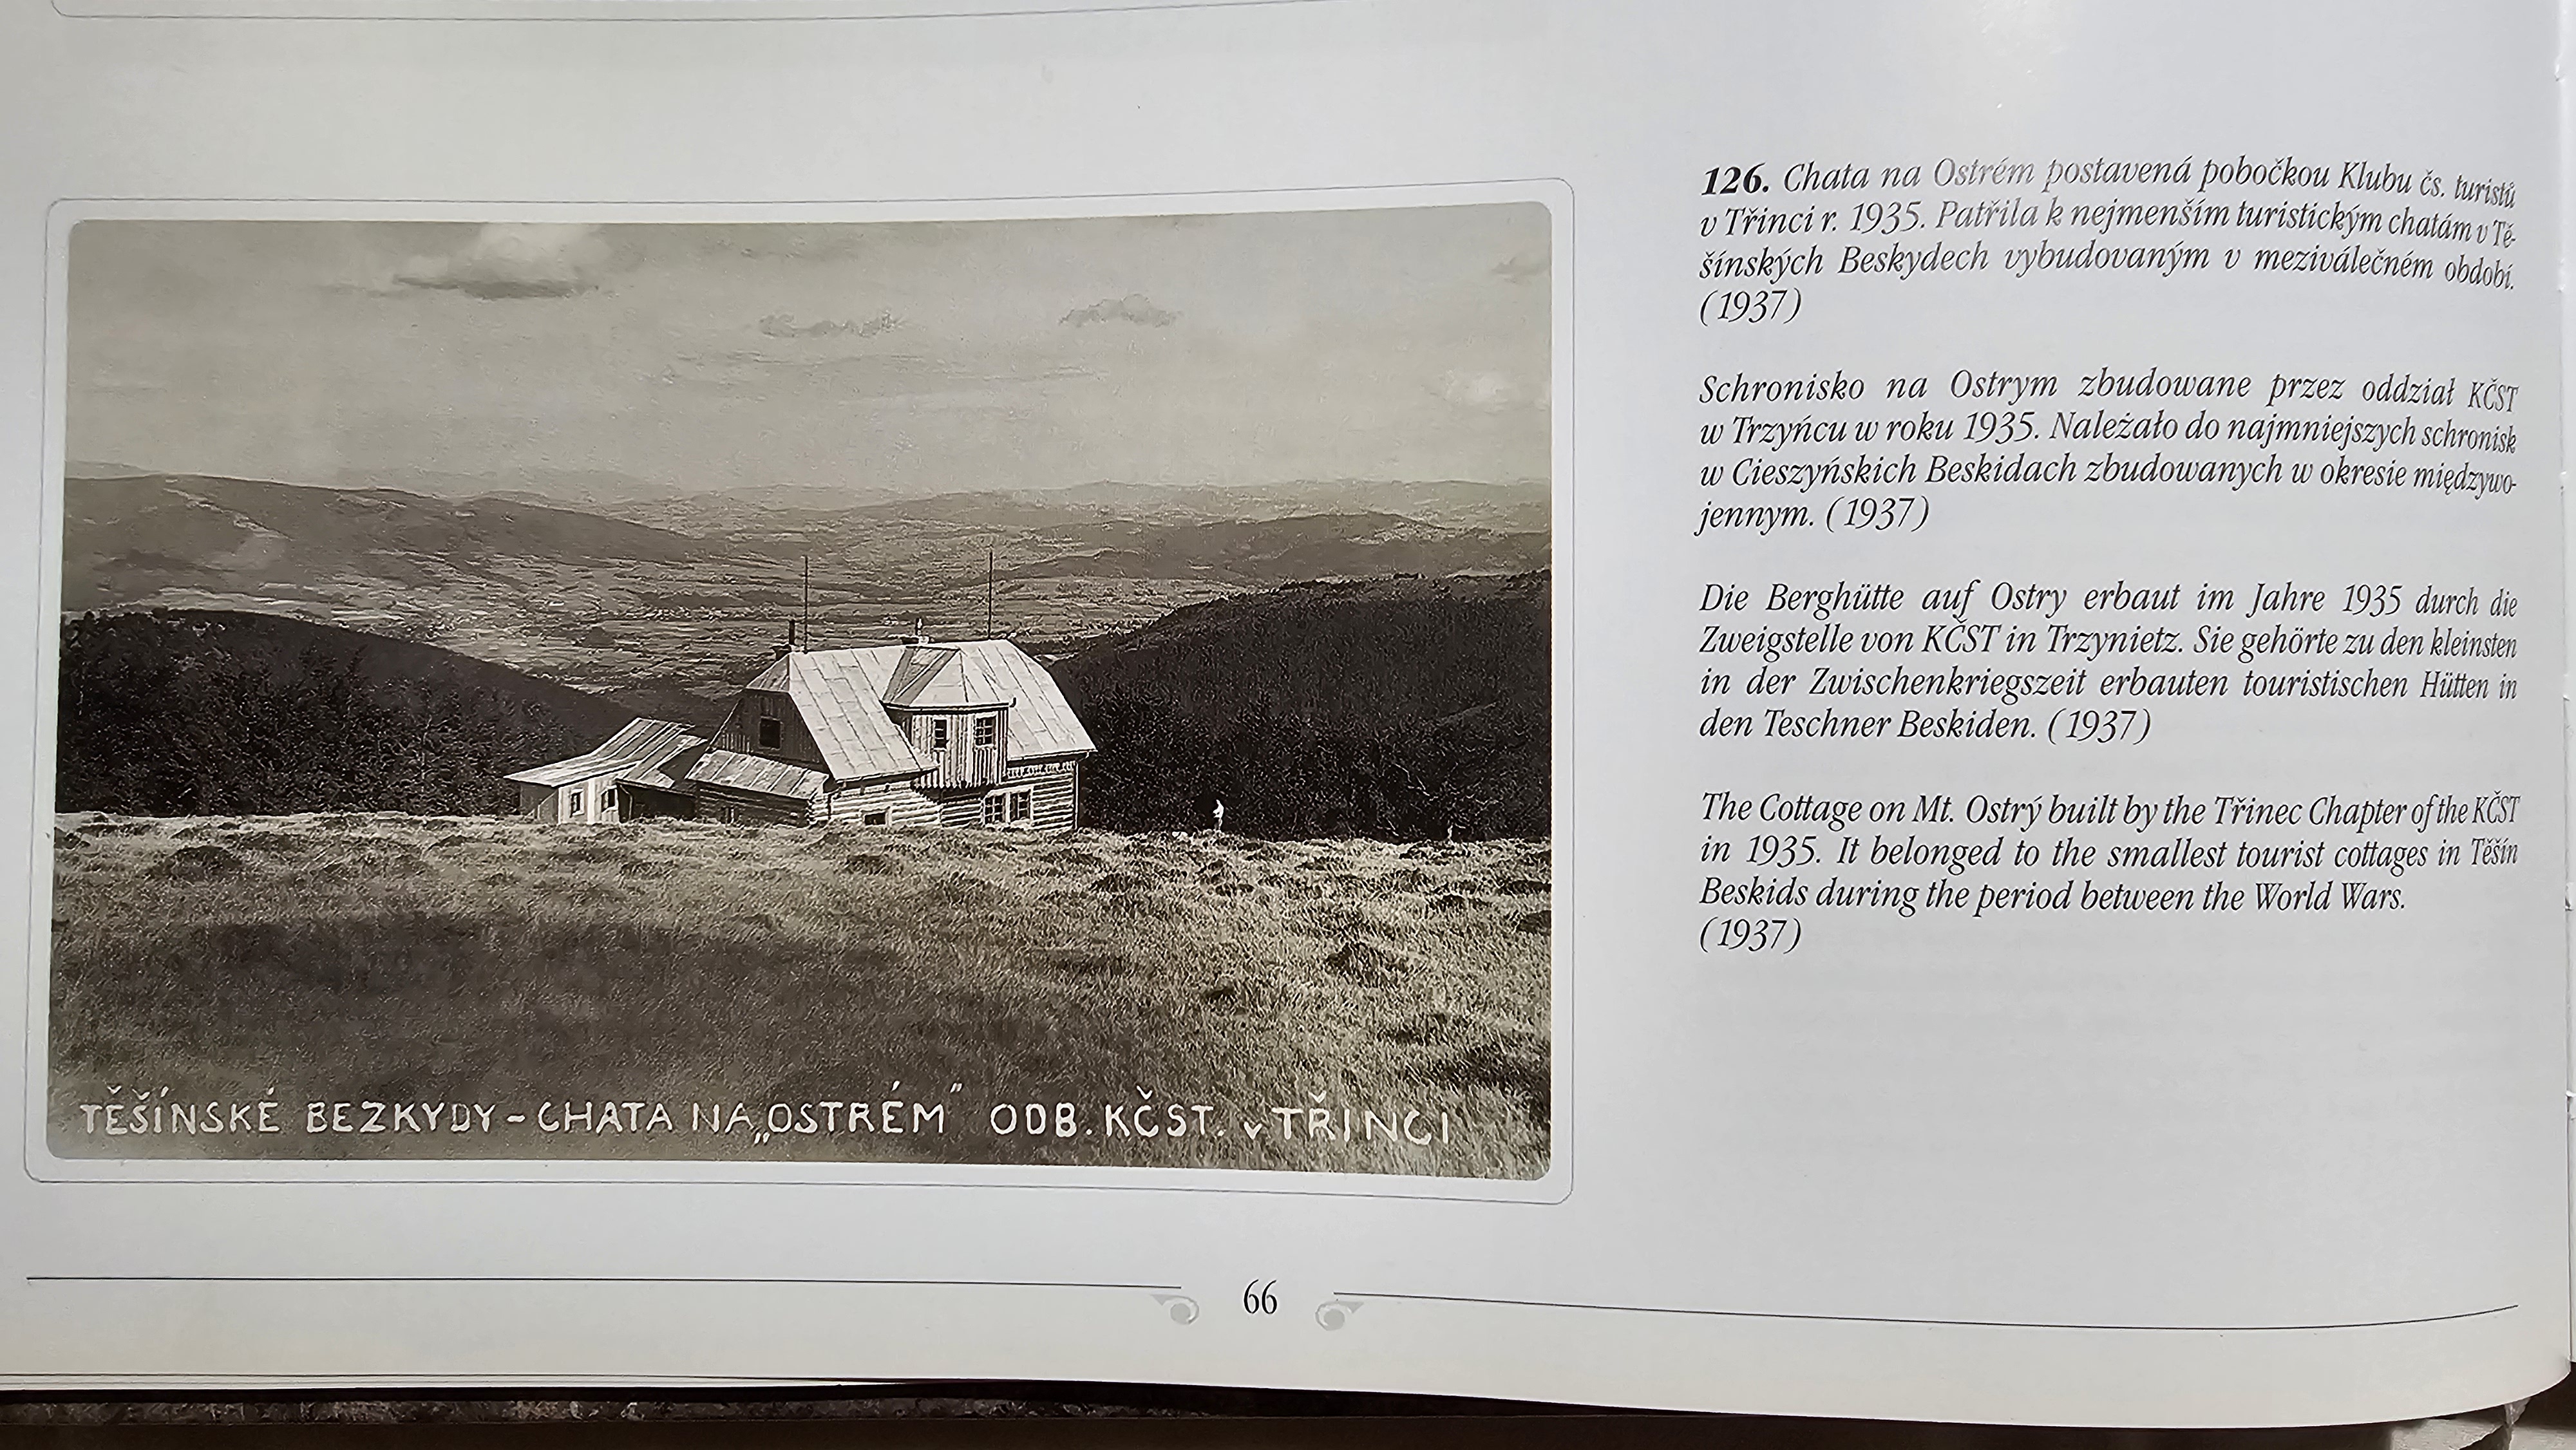 TĚŠÍNSKÉ BEZKYDY - CHATA NA „OSTRÉM" ODB. KČST. v TŘINCI
126. Chata na Ostrém postavená pobočkou Klubu čs. turistů
v Třinci r. 1935. Patřila k nejmenším turistickým chatám v Tě-
šínských Beskydech vybudovaným v meziválečném období.
(1937)
Schronisko na Ostrym zbudowane przez oddział KČST
w Trzyńcu w roku 1935. Należało do najmniejszych schronisk
w Cieszyńskich Beskidach zbudowanych w okresie międzywo-
jennym. (1937)
Die Berghütte auf Ostry erbaut im Jahre 1935 durch die
Zweigstelle von KČST in Trzynietz. Sie gehörte zu den kleinsten
in der Zwischenkriegszeit erbauten touristischen Hütten in
den Teschner Beskiden. (1937)
The Cottage on Mt. Ostrý built by the Třinec Chapter of the KČST
in 1935. It belonged to the smallest tourist cottages in Těšín
Beskids during the period between the World Wars.
(1937)
66